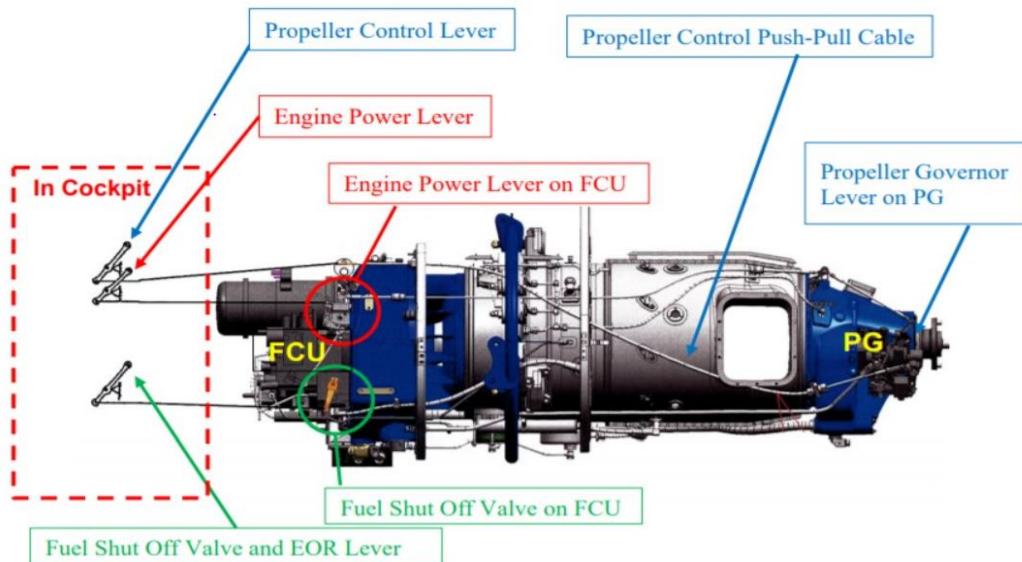 Propeller Control Lever
Propeller Control Push-Pull Cable
Engine Power Lever
In Cockpit
Engine Power Lever on FCU
Propeller Governor
Lever on PG
FCU
PG
Fuel Shut Off Valve on FCU
Fuel Shut Off Valve and EOR Lever